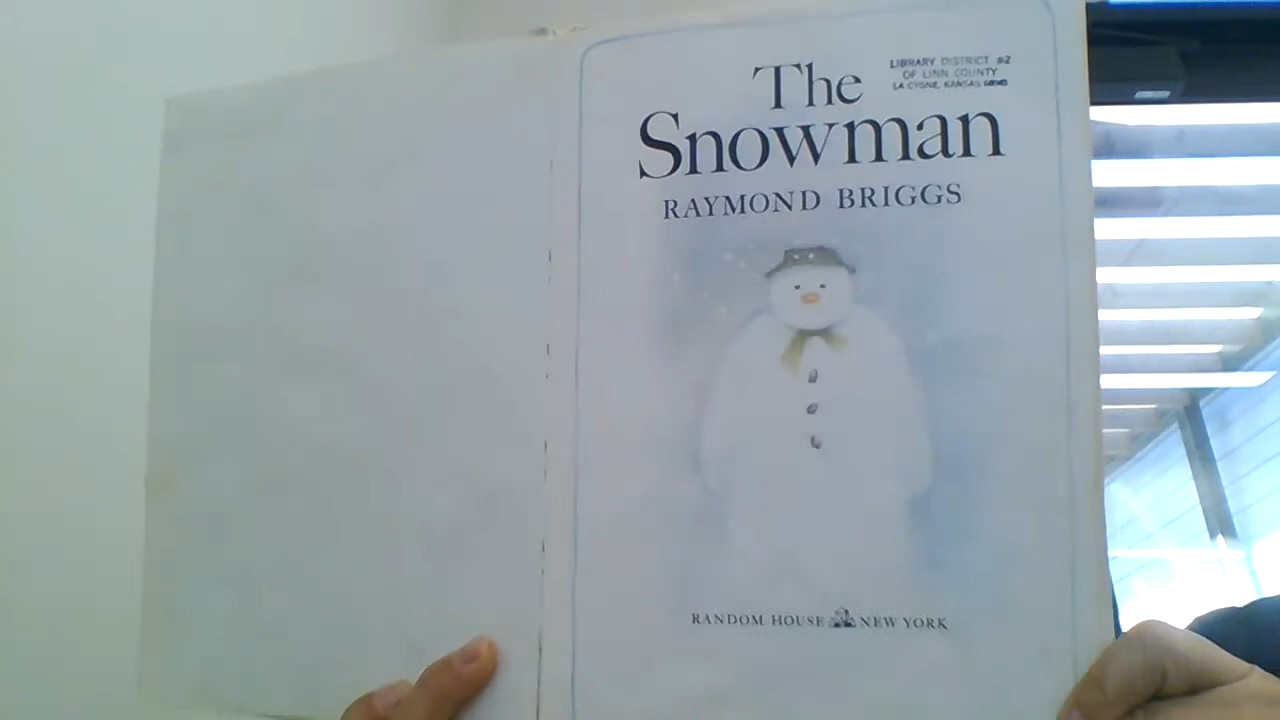 The
LIBRARY DISTRICT #2
OF LINN COUNTY
LA CYGNE, KANSAS
Snowman
RAYMOND BRIGGS
RANDOM HOUSE NEW YORK